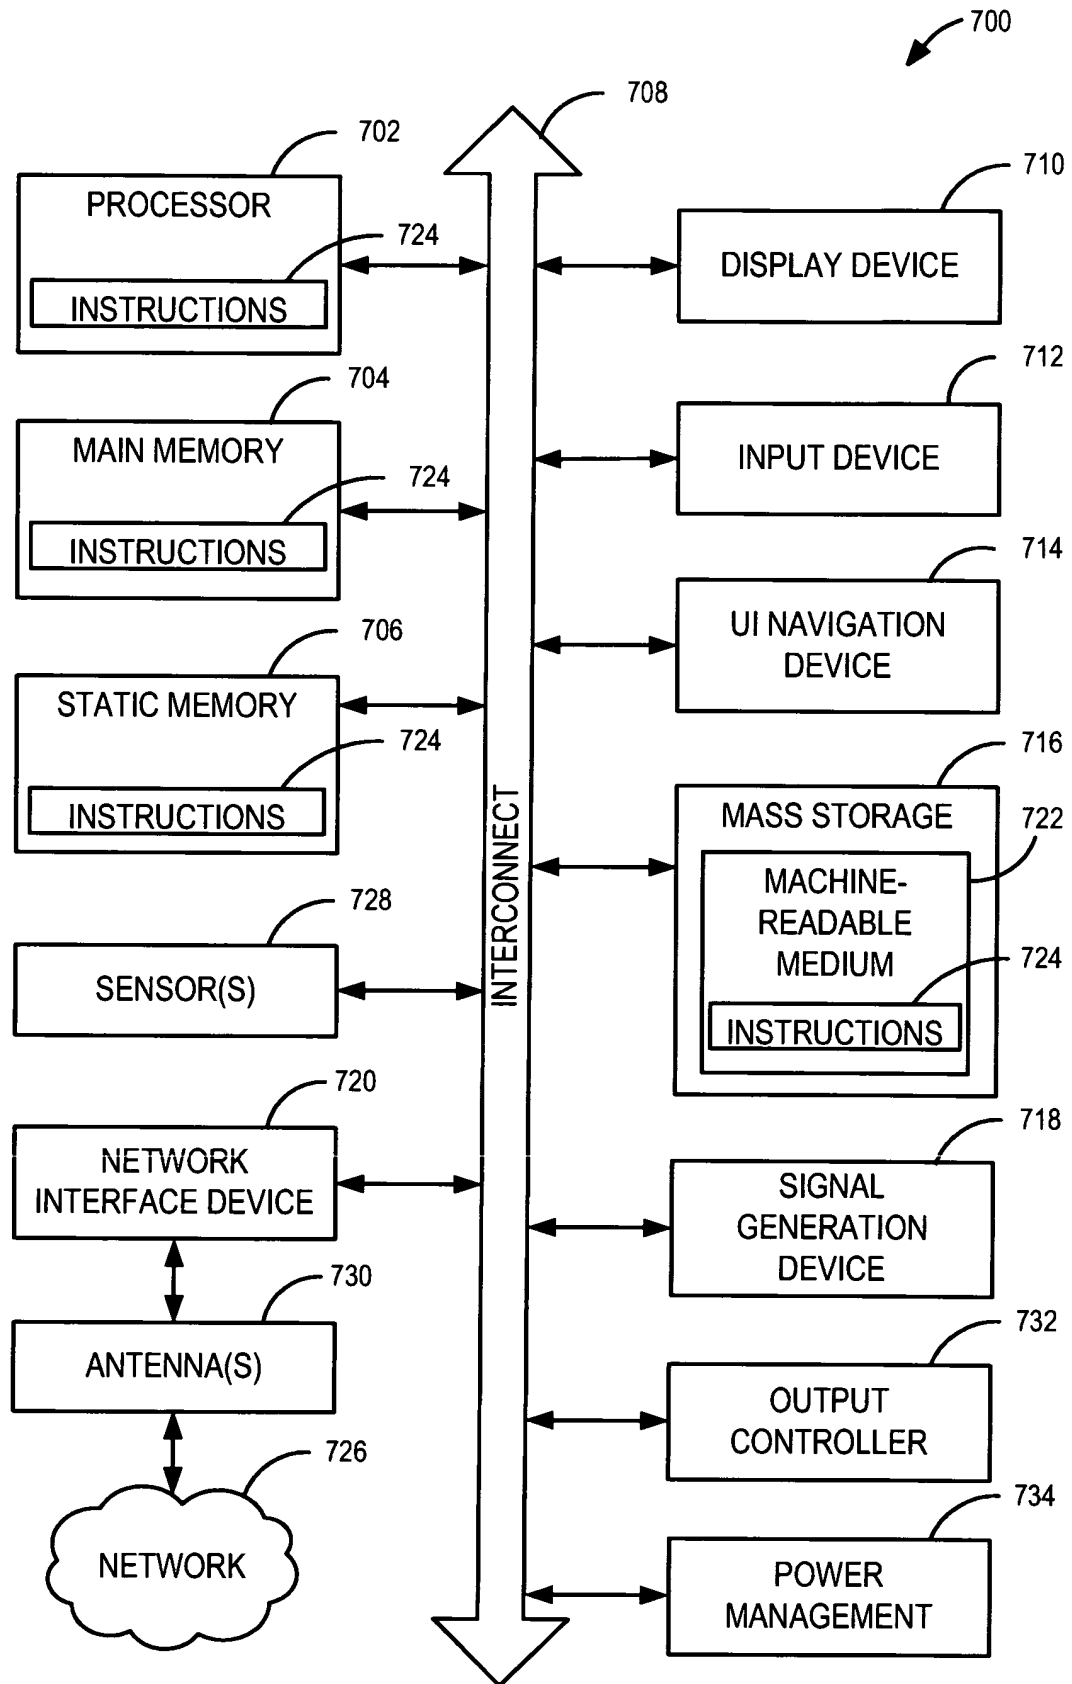 700
708
702
PROCESSOR
724
INSTRUCTIONS
704
MAIN MEMORY
724
INSTRUCTIONS
706
STATIC MEMORY
724
INSTRUCTIONS
728
SENSOR(S)
720
NETWORK
INTERFACE DEVICE
730
ANTENNA(S)
726
NETWORK
INTERCONNECT
710
DISPLAY DEVICE
712
INPUT DEVICE
714
UI NAVIGATION
DEVICE
716
MASS STORAGE
722
MACHINE-
READABLE
MEDIUM
724
INSTRUCTIONS
718
SIGNAL
GENERATION
DEVICE
732
OUTPUT
CONTROLLER
734
POWER
MANAGEMENT